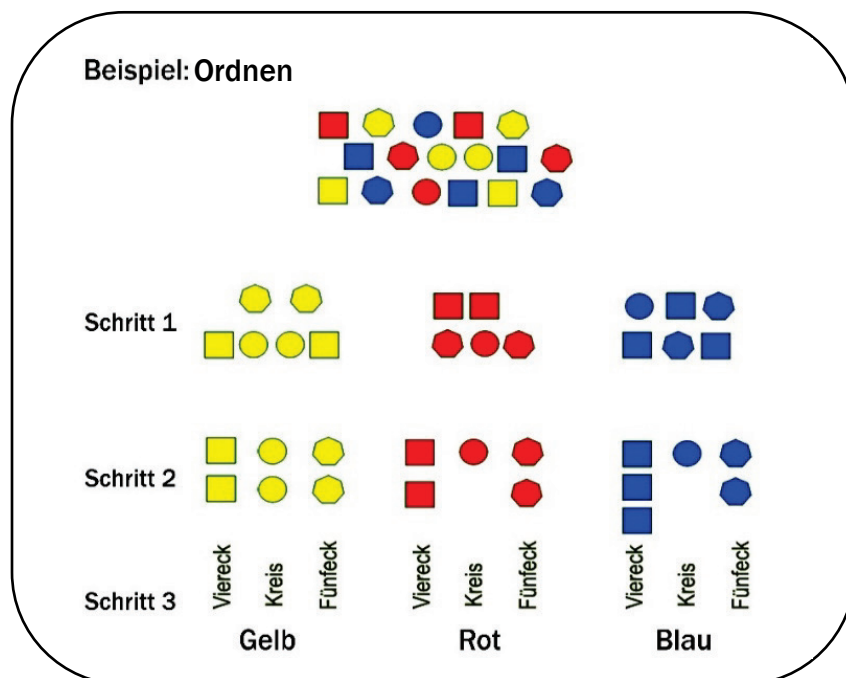 Beispiel: Ordnen
Schritt 1
Schritt 2
Schritt 3
Viereck Kreis Fünfeck Viereck Kreis Fünfeck Viereck Kreis Fünfeck
Gelb Rot Blau